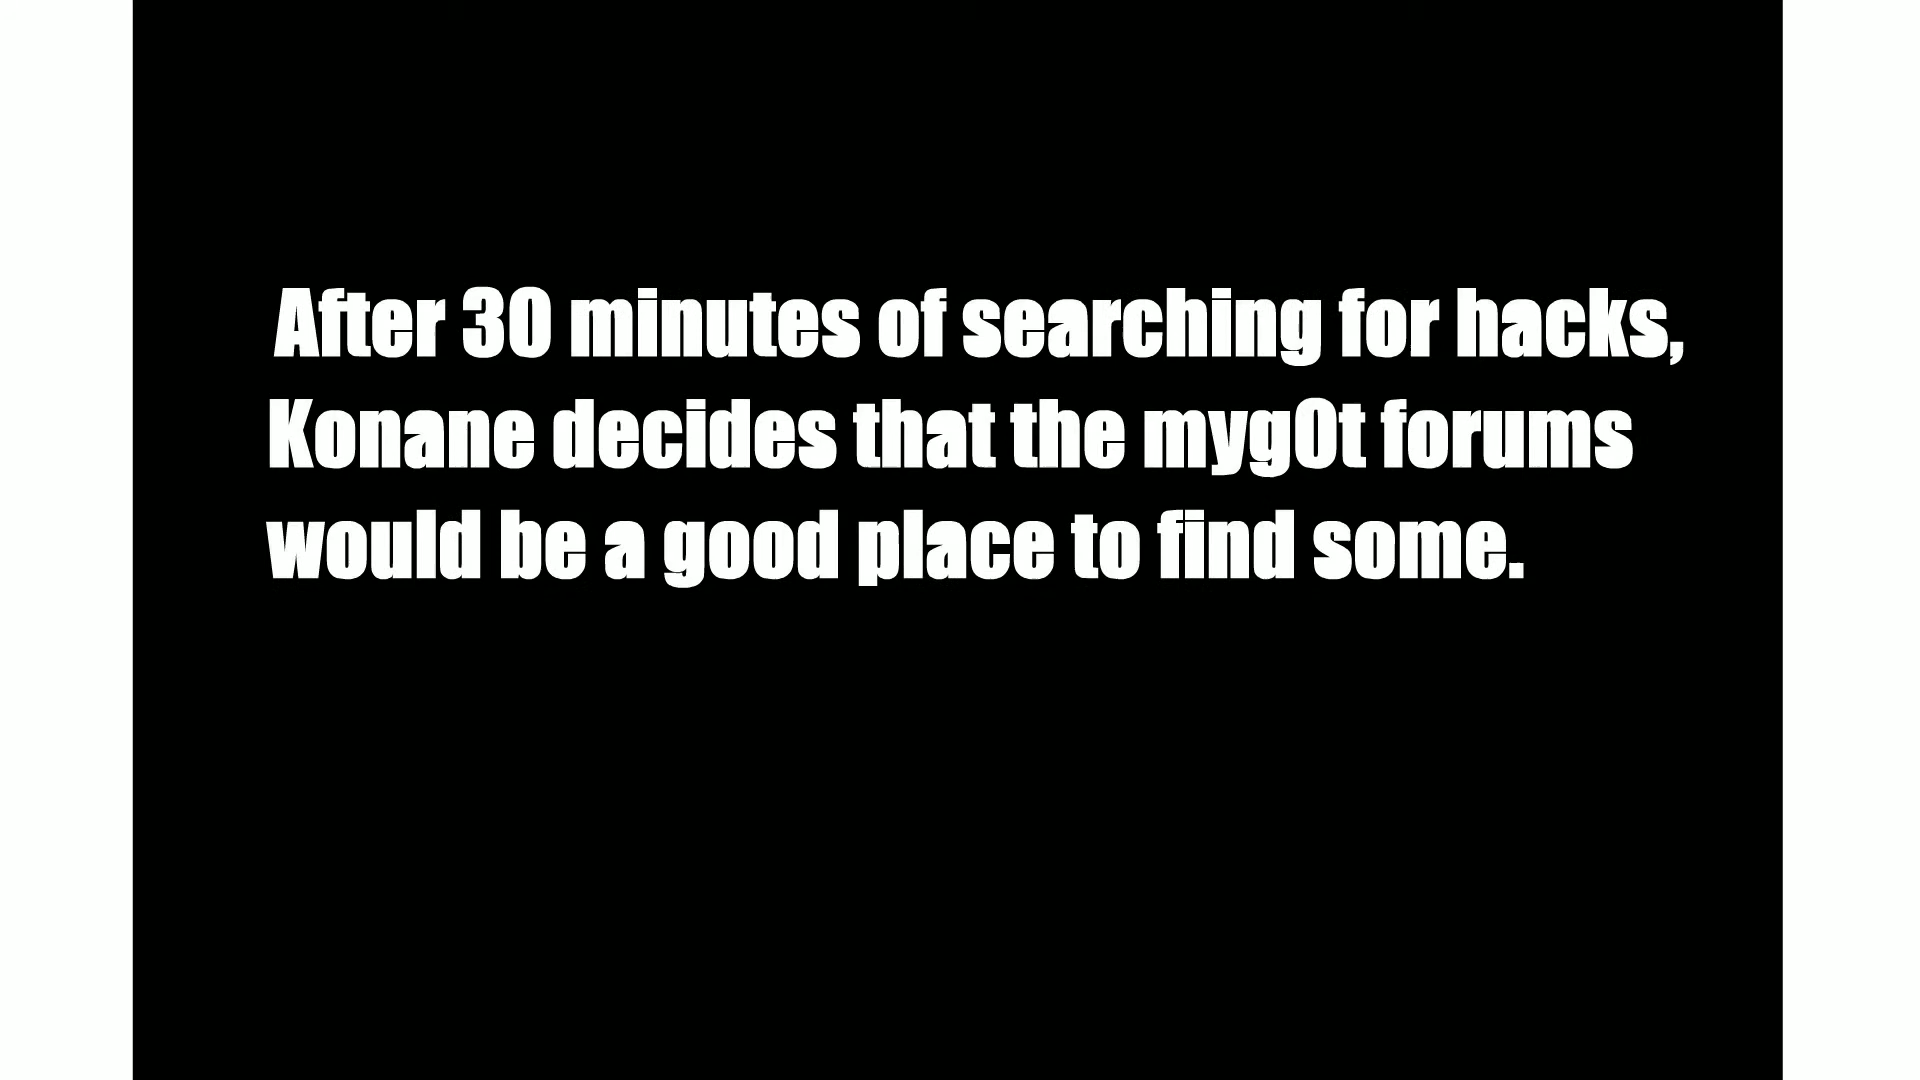 After 30 minutes of searching for hacks,
Konane decides that the myg0t forums
would be a good place to find some.